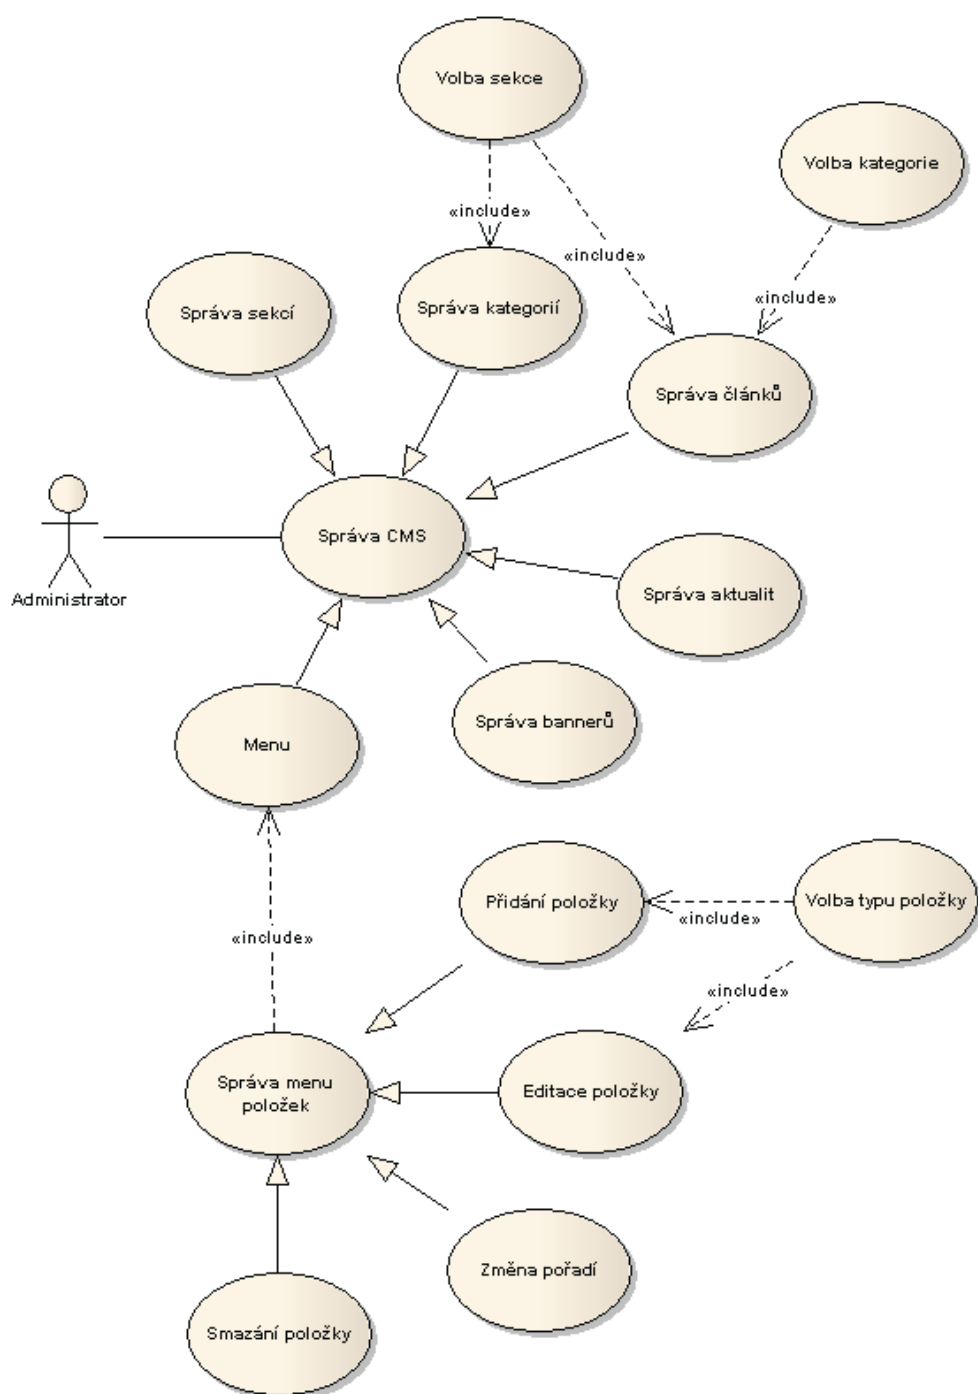 Volba sekce
Volba kategorie
«include»
«include»
«include»
Správa sekcí
Správa kategorií
Správa článků
Správa CMS
Administrator
Správa aktualit
Správa bannerů
Menu
Přidání položky
Volba typu položky
«include»
«include»
«include»
Správa menu
položek
Editace položky
Změna pořadí
Smazání položky